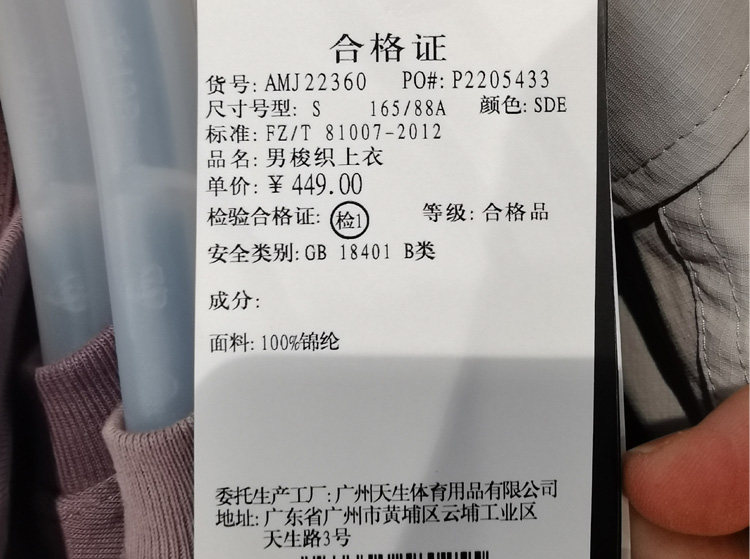 合格证
货号: AMJ22360 PO#: P2205433
尺寸号型: S 165/88A 颜色: SDE
标准: FZ/T 81007-2012
品名: 男梭织上衣
单价: ¥ 449.00
检验合格证: 检1 等级: 合格品
安全类别: GB 18401 B类
成分:
面料: 100%锦纶
委托生产工厂: 广州天生体育用品有限公司
地址: 广东省广州市黄埔区云埔工业区
天生路3号